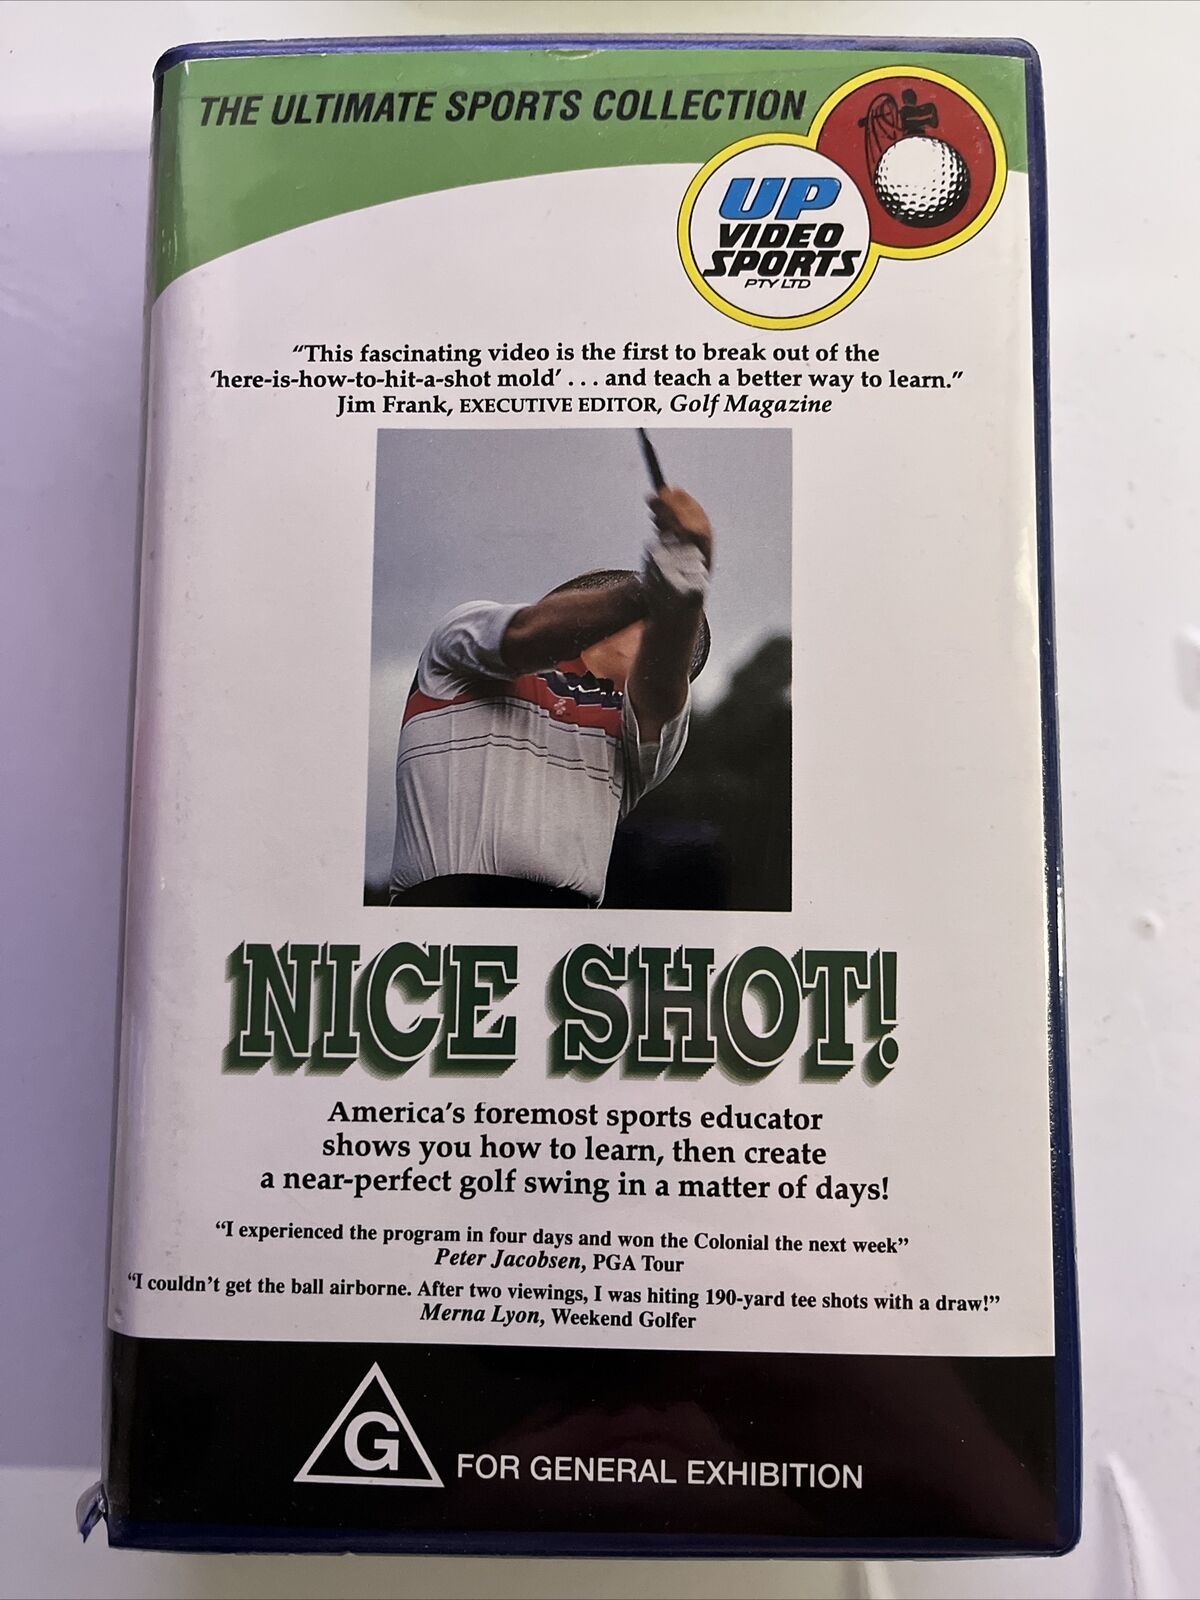 THE ULTIMATE SPORTS COLLECTION
UP
VIDEO
SPORTS
PTY LTD
“This fascinating video is the first to break out of the
‘here-is-how-to-hit-a-shot mold’ . . . and teach a better way to learn.”
Jim Frank, EXECUTIVE EDITOR, Golf Magazine
NICE SHOT!
America’s foremost sports educator
shows you how to learn, then create
a near-perfect golf swing in a matter of days!
“I experienced the program in four days and won the Colonial the next week”
Peter Jacobsen, PGA Tour
“I couldn’t get the ball airborne. After two viewings, I was hiting 190-yard tee shots with a draw!”
Merna Lyon, Weekend Golfer
G FOR GENERAL EXHIBITION